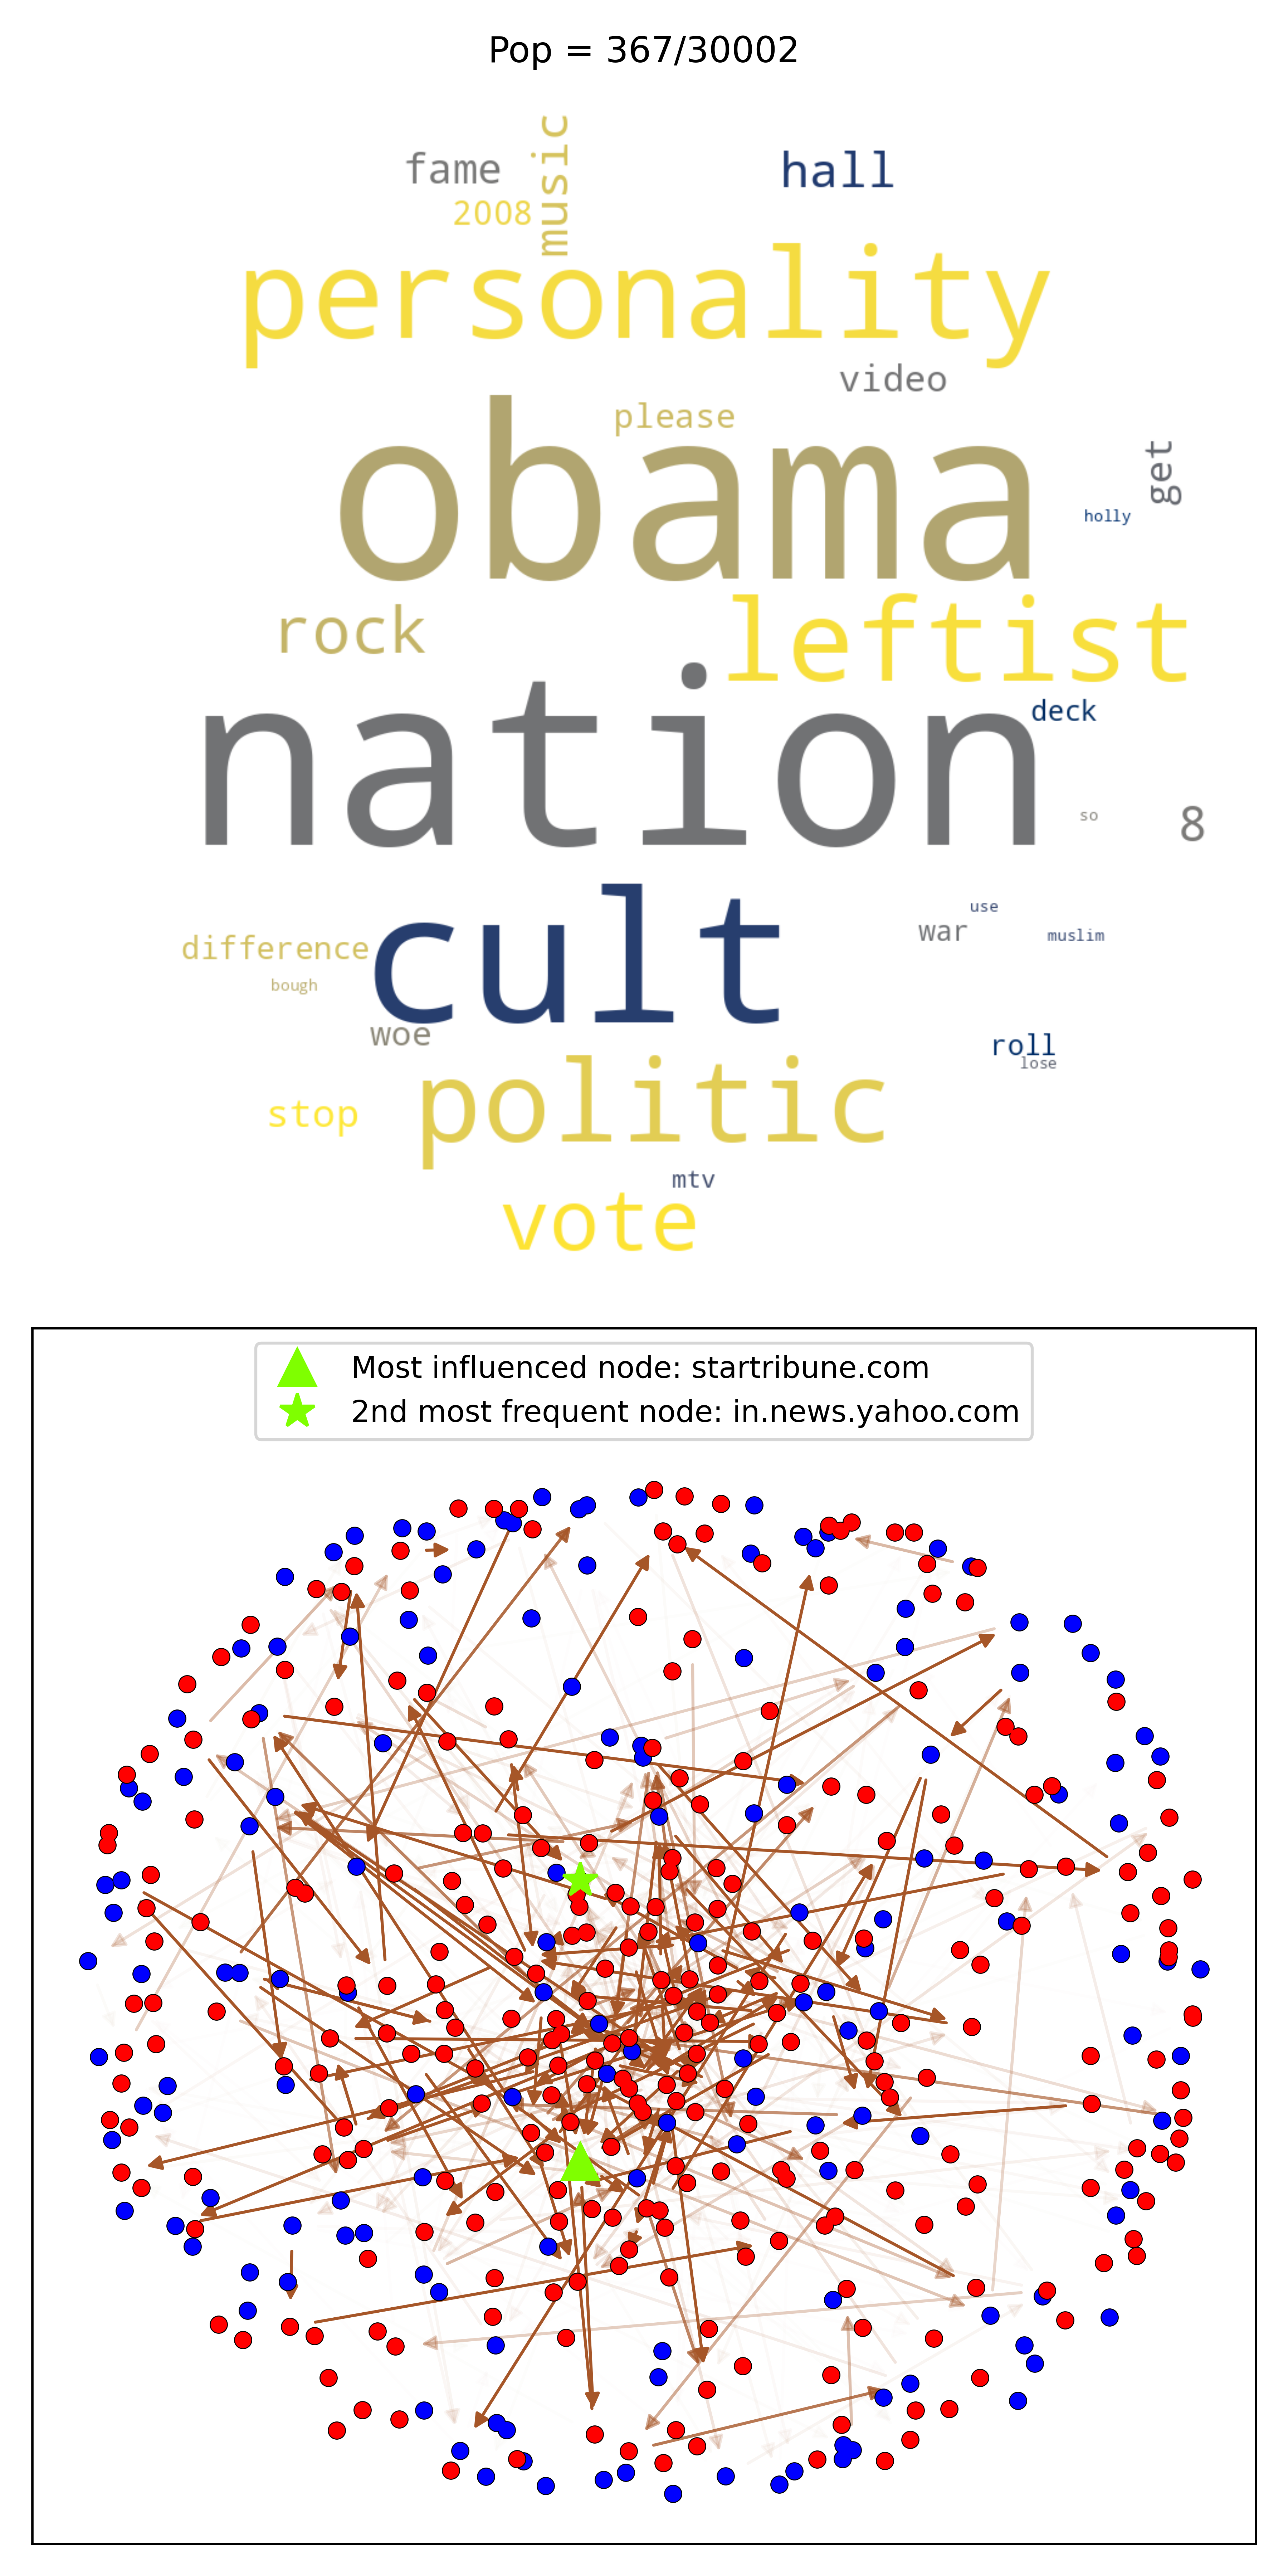 Pop = 367/30002
fame
music
hall
2008
personality
video
please
obama
get
holly
rock
leftist
nation
deck
so
8
cult
use
war
muslim
difference
bough
woe
roll
lose
politic
stop
mtv
vote
Most influenced node: startribune.com
2nd most frequent node: in.news.yahoo.com